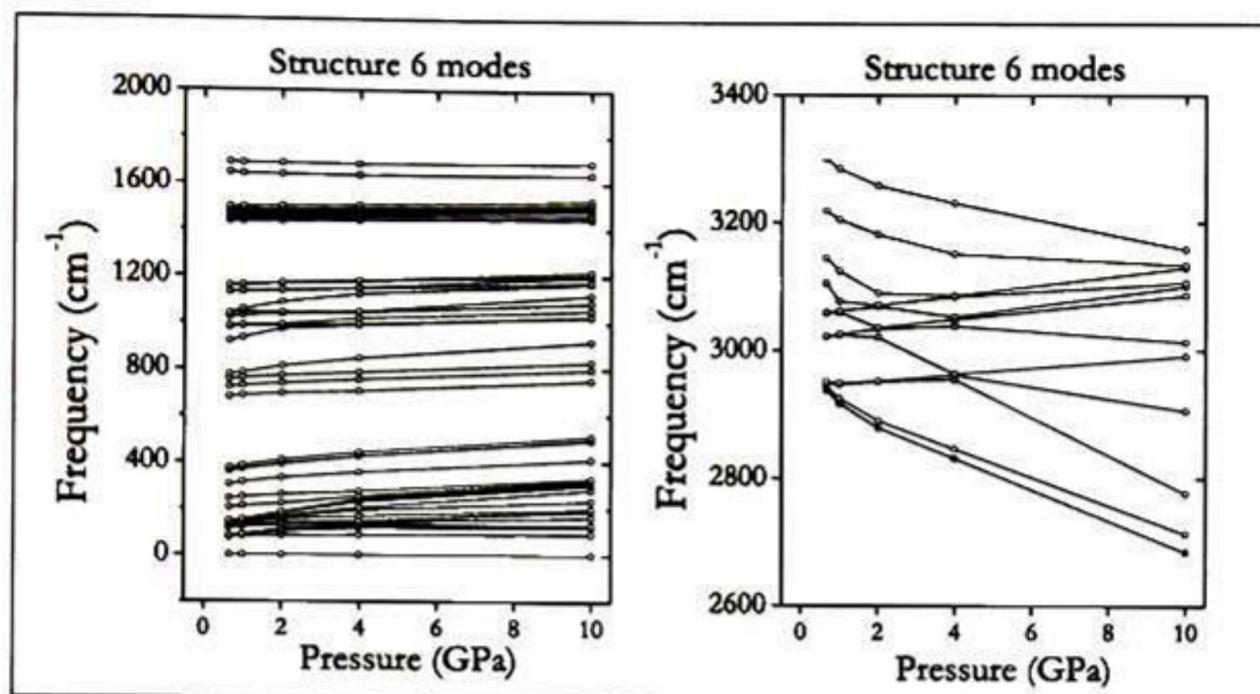 Structure 6 modes
2000
1600
1200
800
400
0
Frequency (cm-1)
0 2 4 6 8 10
Pressure (GPa)
Structure 6 modes
3400
3200
3000
2800
2600
Frequency (cm-1)
0 2 4 6 8 10
Pressure (GPa)